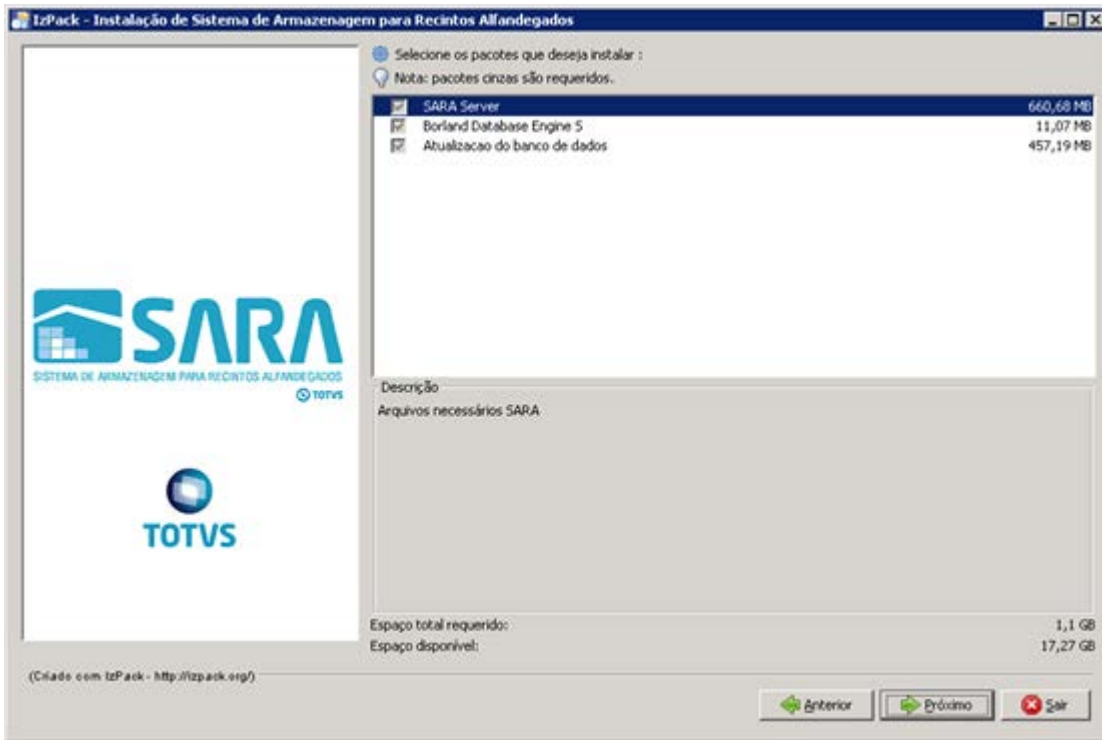 IzPack - Instalação de Sistema de Armazenagem para Recintos Alfandegados
Selecione os pacotes que deseja instalar :
Nota: pacotes cinzas são requeridos.
SARA Server 660,68 MB
Borland Database Engine 5 11,07 MB
Atualizacao do banco de dados 457,19 MB
SARA
SISTEMA DE ARMAZENAGEM PARA RECINTOS ALFANDEGADOS
TOTVS
TOTVS
Descrição
Arquivos necessários SARA
Espaço total requerido: 1,1 GB
Espaço disponível: 17,27 GB
(Criado com IzPack - http://izpack.org/)
Anterior
Próximo
Sair